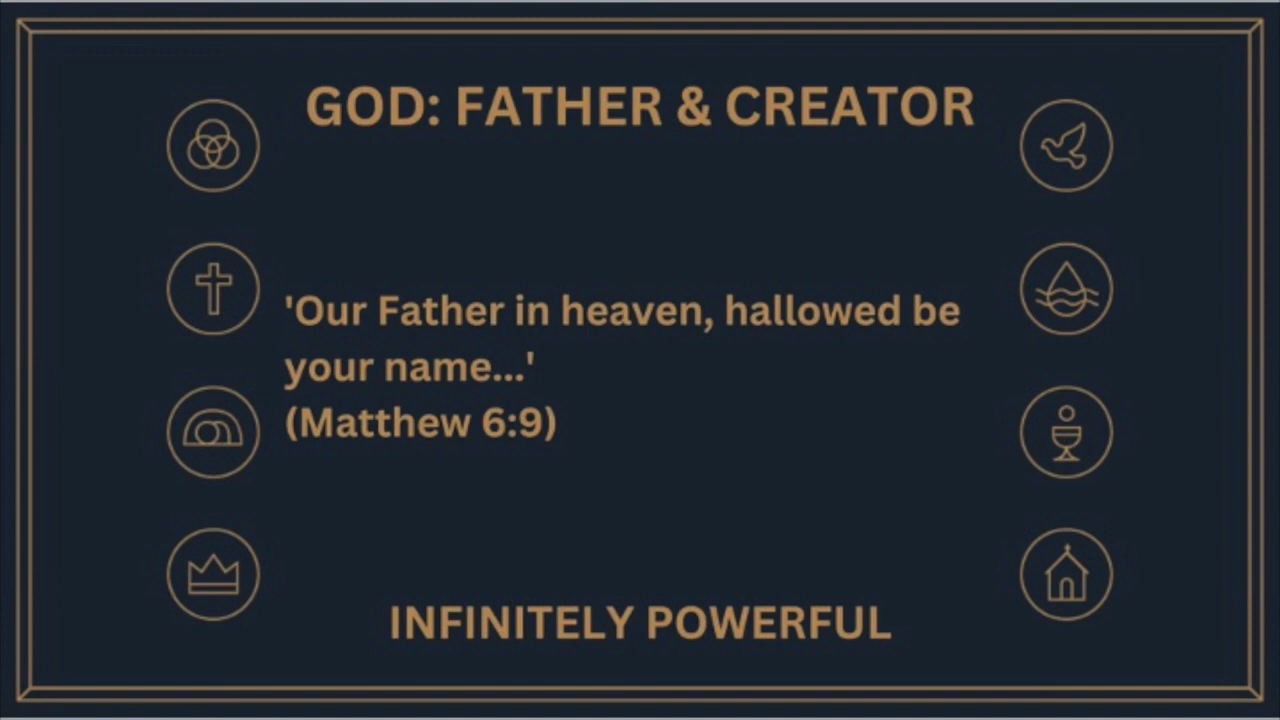 GOD: FATHER & CREATOR
'Our Father in heaven, hallowed be
your name...'
(Matthew 6:9)
INFINITELY POWERFUL